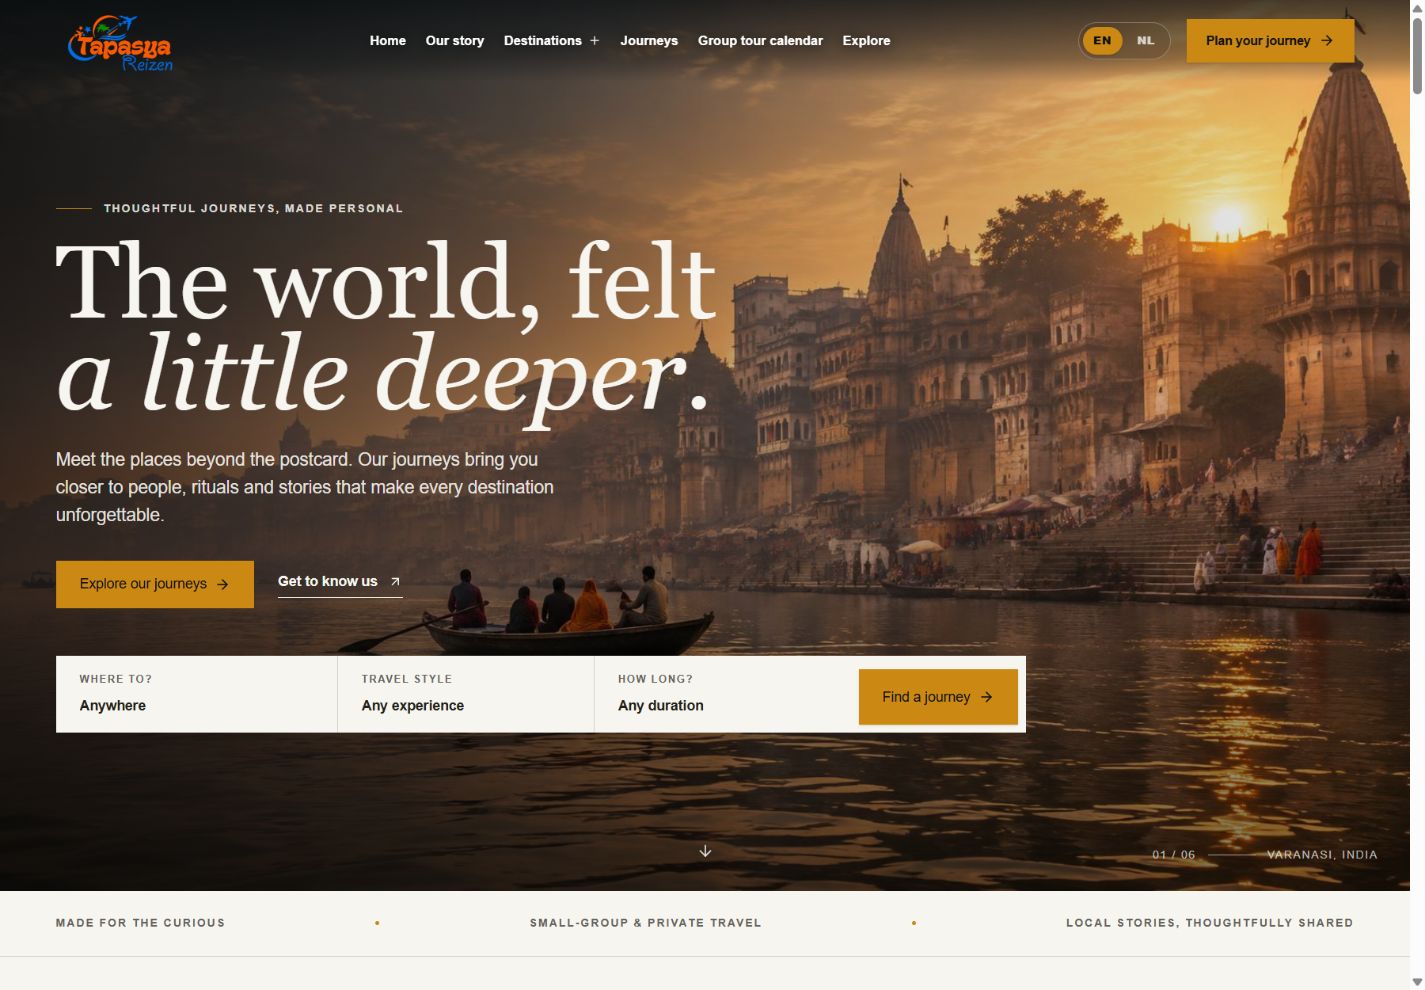 Tapasya
Reizen
Home
Our story
Destinations +
Journeys
Group tour calendar
Explore
EN
NL
Plan your journey →
THOUGHTFUL JOURNEYS, MADE PERSONAL
The world, felt
a little deeper.
Meet the places beyond the postcard. Our journeys bring you
closer to people, rituals and stories that make every destination
unforgettable.
Explore our journeys →
Get to know us ↗
WHERE TO?
Anywhere
TRAVEL STYLE
Any experience
HOW LONG?
Any duration
Find a journey →
↓
01 / 06
VARANASI, INDIA
MADE FOR THE CURIOUS
SMALL-GROUP & PRIVATE TRAVEL
LOCAL STORIES, THOUGHTFULLY SHARED